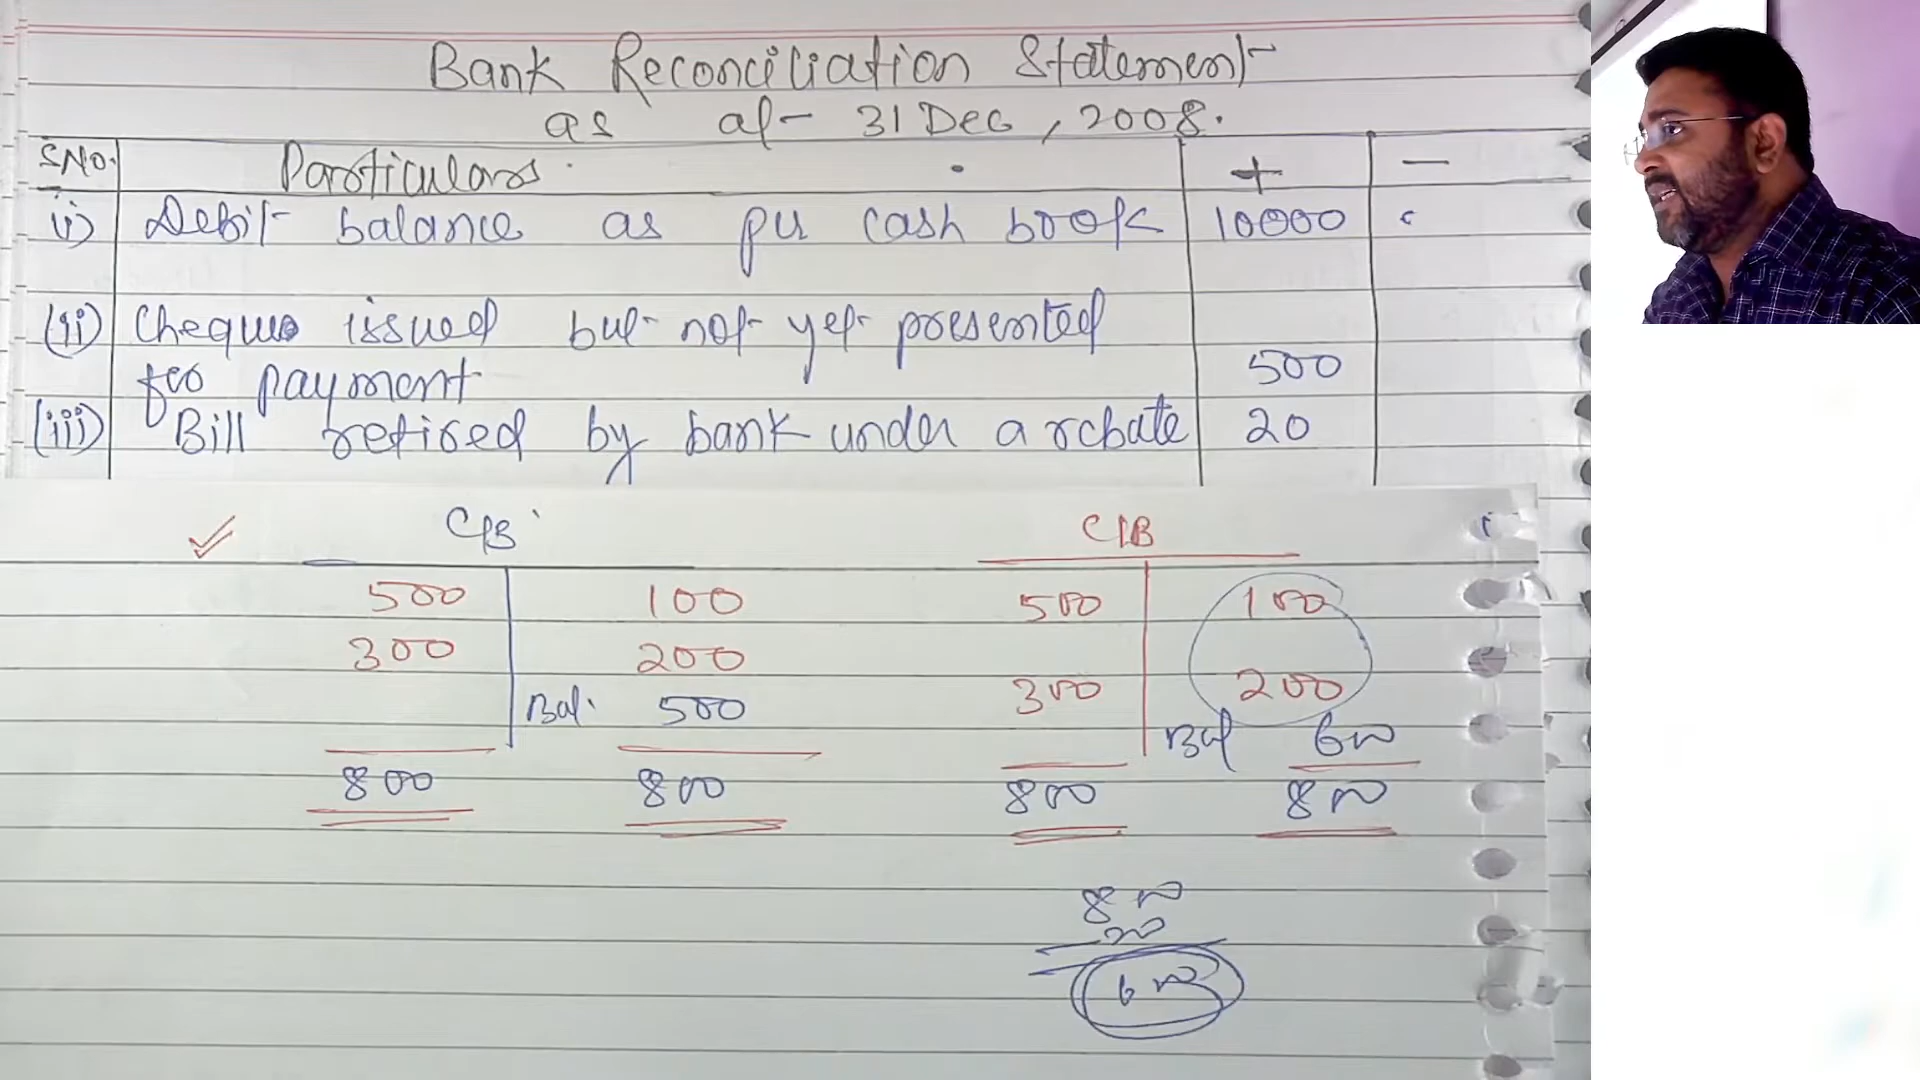 Bank Reconciliation Statement
as at 31 Dec, 2008.
S.No. Particulars. + -
(i) Debit balance as per cash book 10000
(ii) Cheques issued but not yet presented
for payment 500
(iii) Bill retired by bank under a rebate 20
C/B C/B
500 100 500 100
300 200 300 200
Bal. 500 Bal 600
800 800 800 800
800
200
600